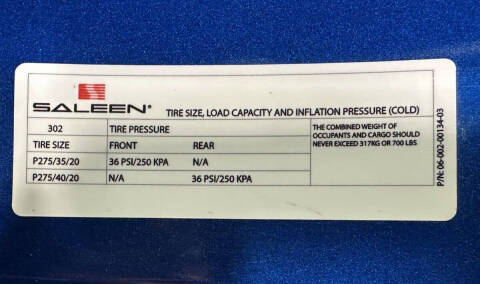 SALEEN®
TIRE SIZE, LOAD CAPACITY AND INFLATION PRESSURE (COLD)
302 TIRE PRESSURE
TIRE SIZE FRONT REAR
P275/35/20 36 PSI/250 KPA N/A
P275/40/20 N/A 36 PSI/250 KPA
THE COMBINED WEIGHT OF
OCCUPANTS AND CARGO SHOULD
NEVER EXCEED 317KG OR 700 LBS
P/N: 06-002-00134-03